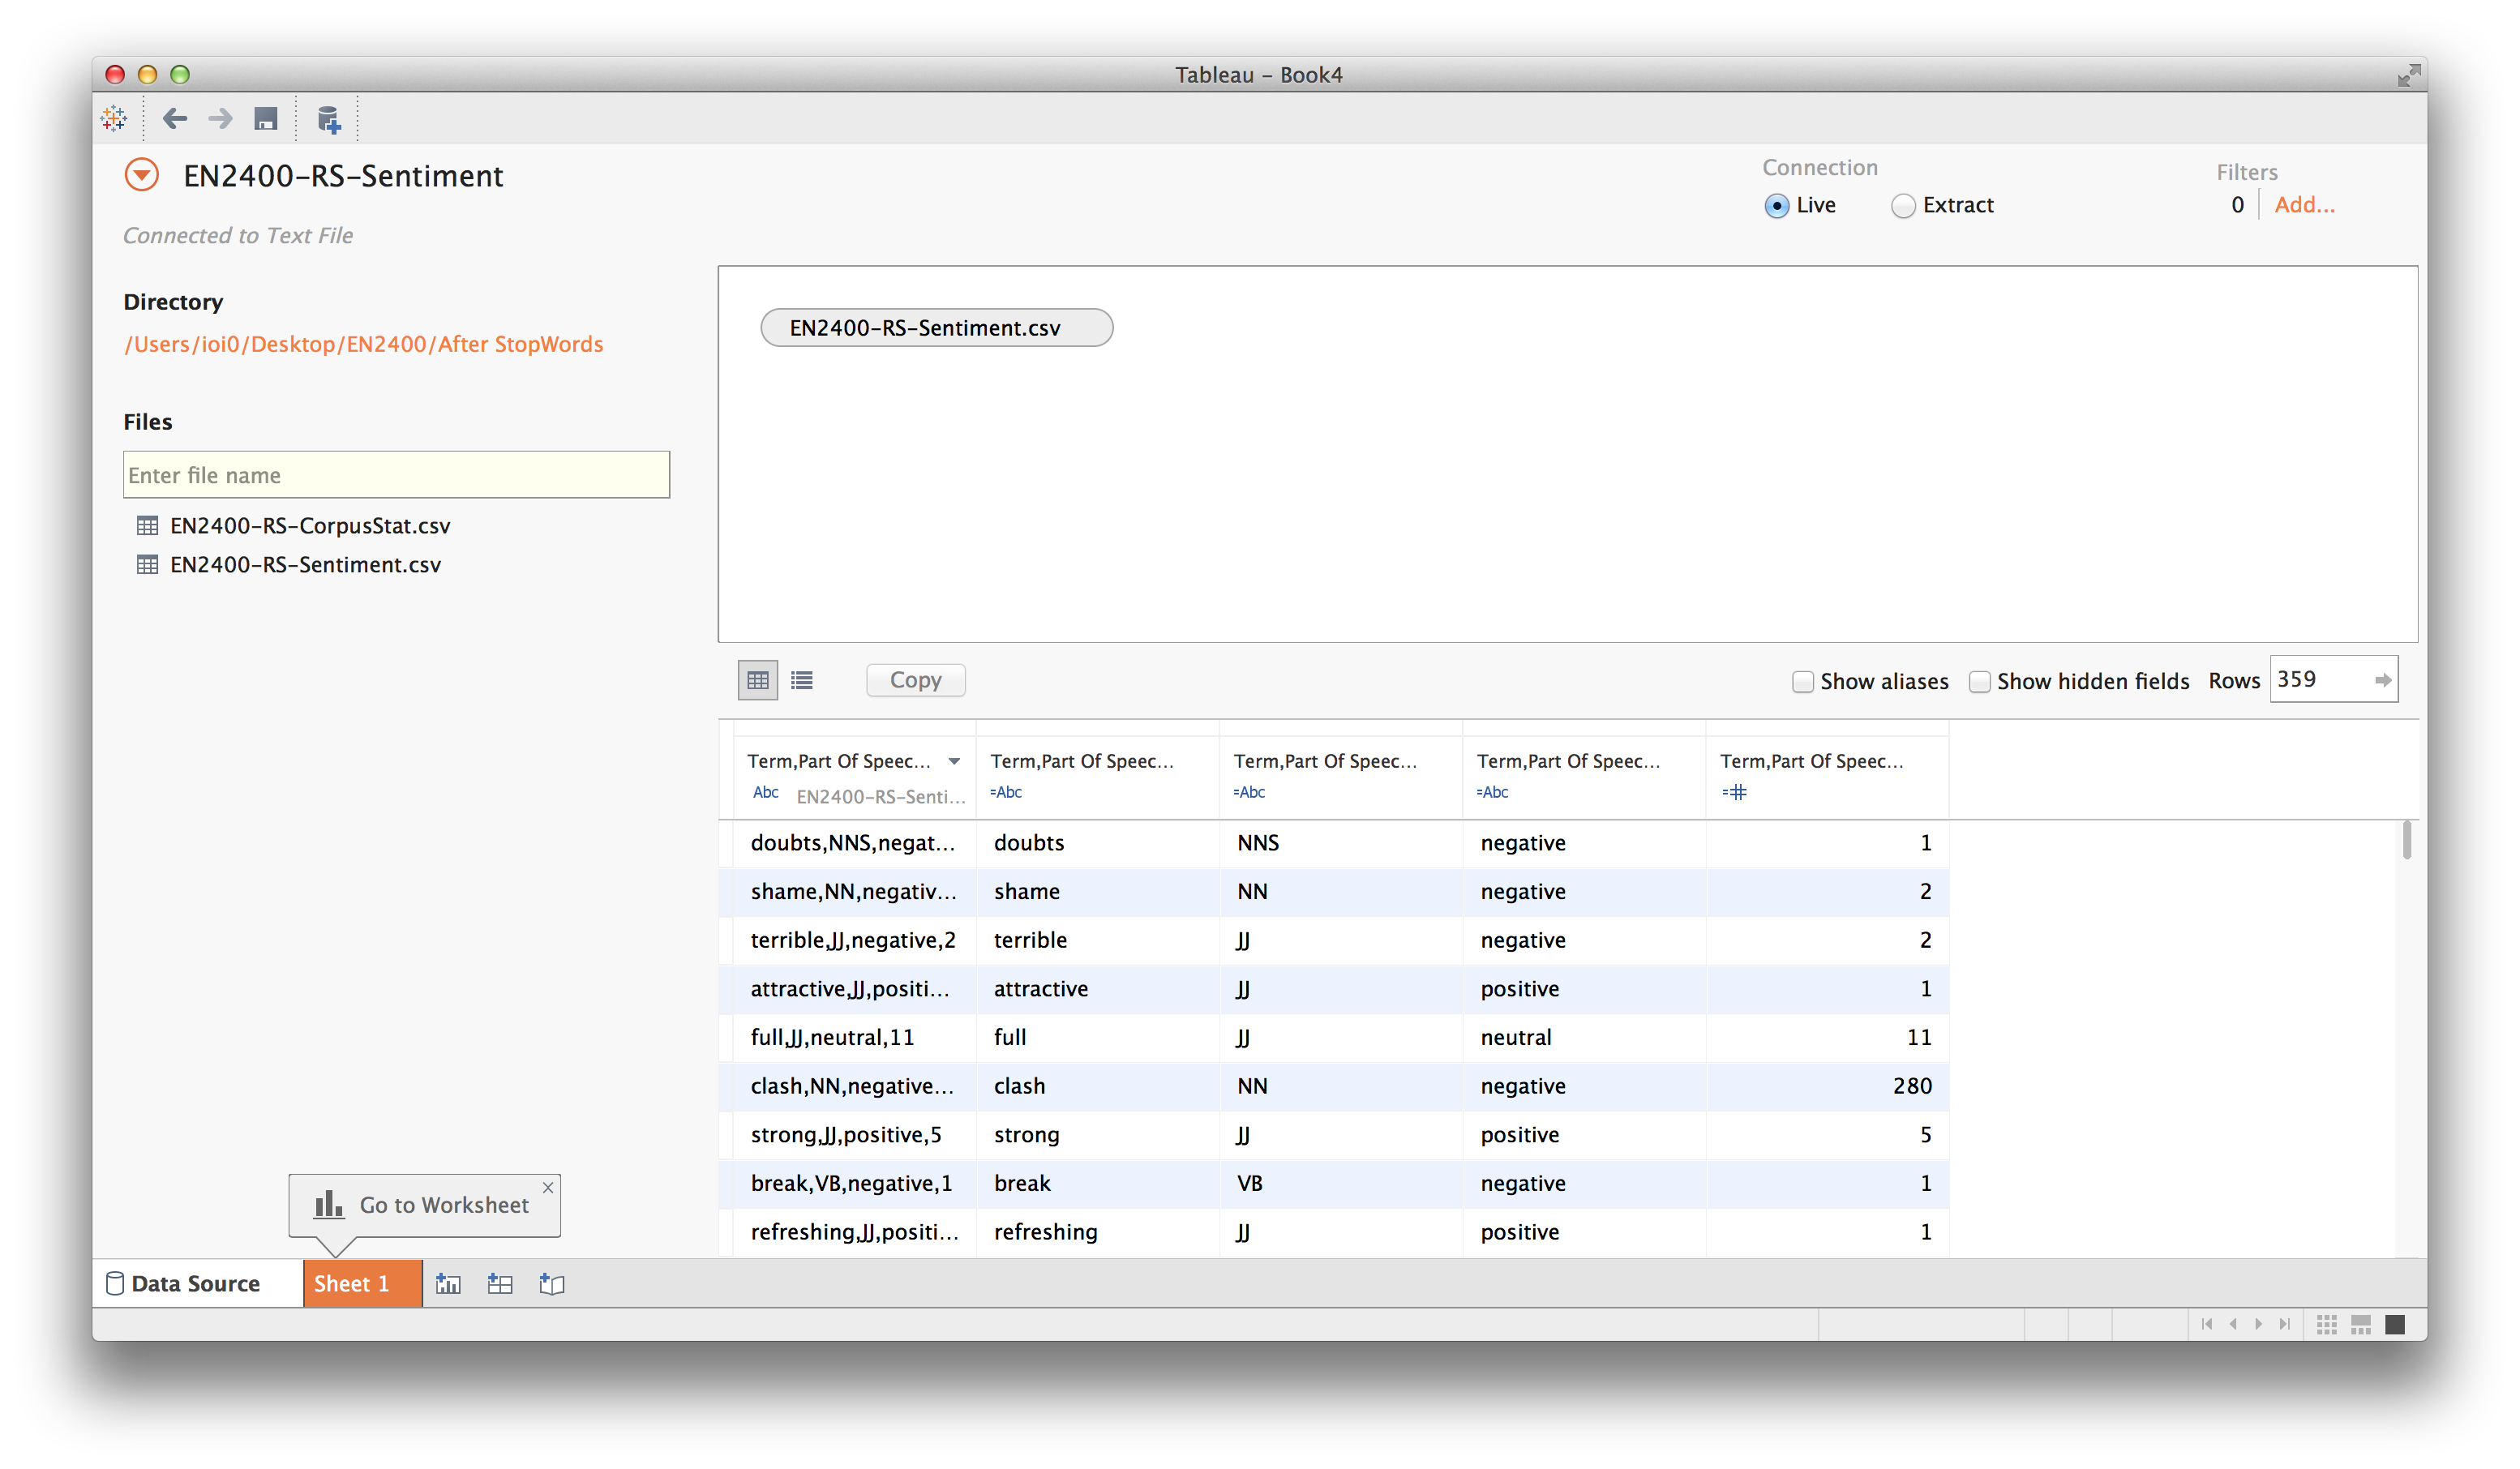 Tableau - Book4
EN2400-RS-Sentiment
Connection
Live
Extract
Filters
0
Add...
Connected to Text File
Directory
/Users/ioi0/Desktop/EN2400/After StopWords
Files
Enter file name
EN2400-RS-CorpusStat.csv
EN2400-RS-Sentiment.csv
EN2400-RS-Sentiment.csv
Copy
Show aliases
Show hidden fields
Rows
359
Term,Part Of Speec... Term,Part Of Speec... Term,Part Of Speec... Term,Part Of Speec... Term,Part Of Speec...
Abc EN2400-RS-Senti... =Abc =Abc =Abc =#
doubts,NNS,negat... doubts NNS negative 1
shame,NN,negativ... shame NN negative 2
terrible,JJ,negative,2 terrible JJ negative 2
attractive,JJ,positi... attractive JJ positive 1
full,JJ,neutral,11 full JJ neutral 11
clash,NN,negative... clash NN negative 280
strong,JJ,positive,5 strong JJ positive 5
break,VB,negative,1 break VB negative 1
refreshing,JJ,positi... refreshing JJ positive 1
Go to Worksheet
Data Source
Sheet 1